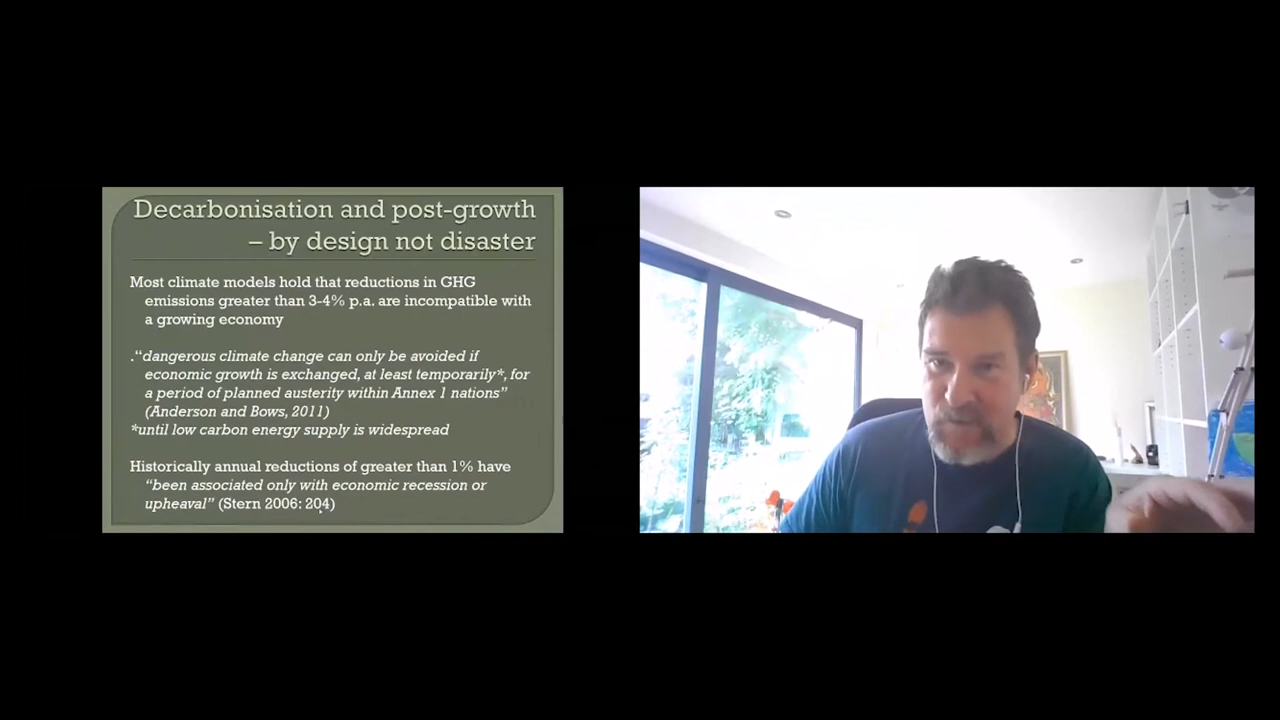 Decarbonisation and post-growth
– by design not disaster
Most climate models hold that reductions in GHG
emissions greater than 3-4% p.a. are incompatible with
a growing economy
.“dangerous climate change can only be avoided if
economic growth is exchanged, at least temporarily*, for
a period of planned austerity within Annex 1 nations”
(Anderson and Bows, 2011)
*until low carbon energy supply is widespread
Historically annual reductions of greater than 1% have
“been associated only with economic recession or
upheaval” (Stern 2006: 204)